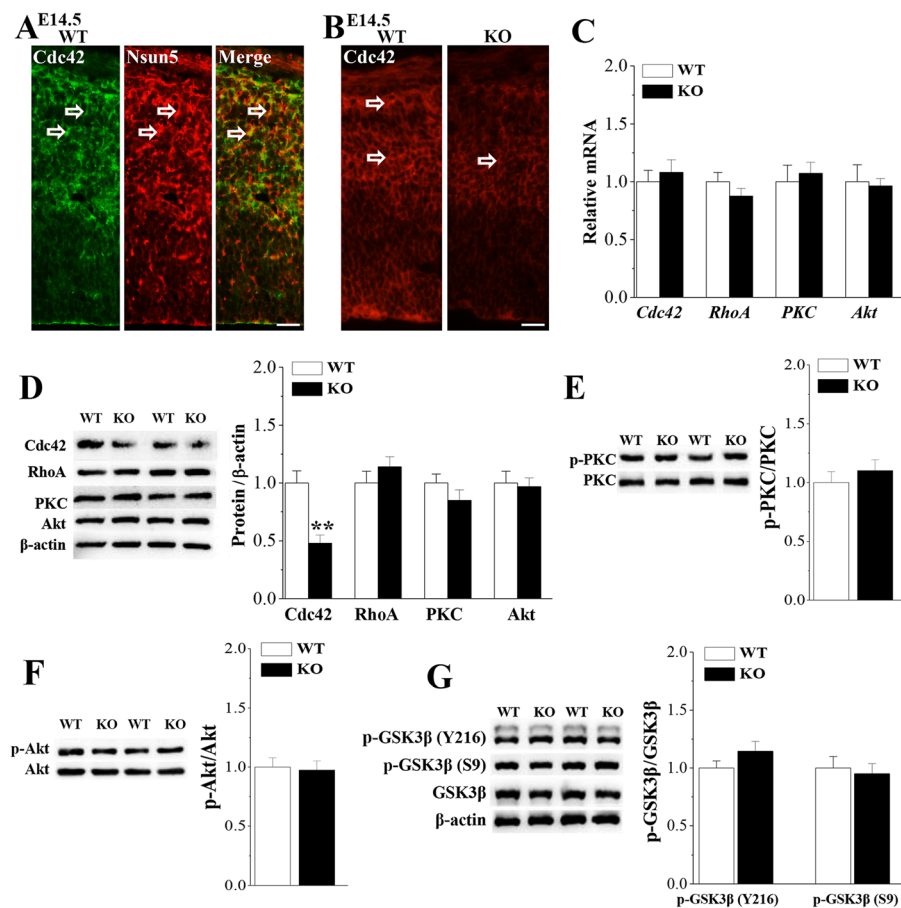 A E14.5
WT
Cdc42 Nsun5 Merge
B E14.5
WT KO
Cdc42
C
WT
KO
Relative mRNA
2.0
1.5
1.0
0.5
0.0
Cdc42 RhoA PKC Akt
D
WT KO WT KO
Cdc42
RhoA
PKC
Akt
β-actin
WT
KO
Protein/β-actin
2.0
1.5
1.0
0.5
0.0
**
Cdc42 RhoA PKC Akt
E
WT KO WT KO
p-PKC
PKC
WT
KO
p-PKC/PKC
2.0
1.5
1.0
0.5
0.0
F
WT KO WT KO
p-Akt
Akt
WT
KO
p-Akt/Akt
2.0
1.5
1.0
0.5
0.0
G
WT KO WT KO
p-GSK3β (Y216)
p-GSK3β (S9)
GSK3β
β-actin
WT
KO
p-GSK3β/GSK3β
2.0
1.5
1.0
0.5
0.0
p-GSK3β (Y216) p-GSK3β (S9)